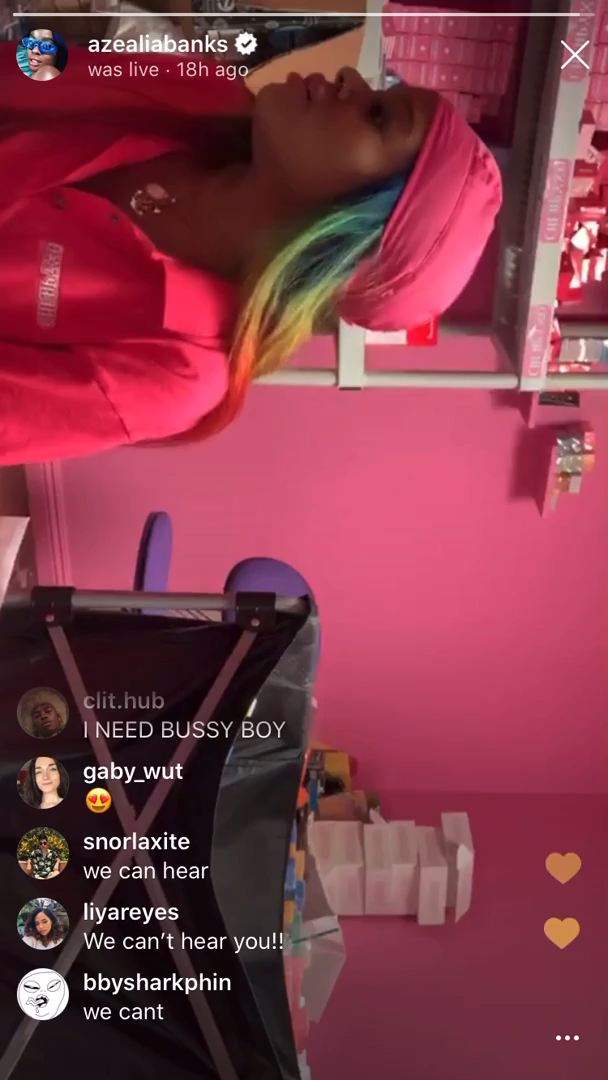 azealiabanks
was live · 18h ago
clit.hub
I NEED BUSSY BOY
gaby_wut
😍
snorlaxite
we can hear
liyareyes
We can’t hear you!!
bbysharkphin
we cant